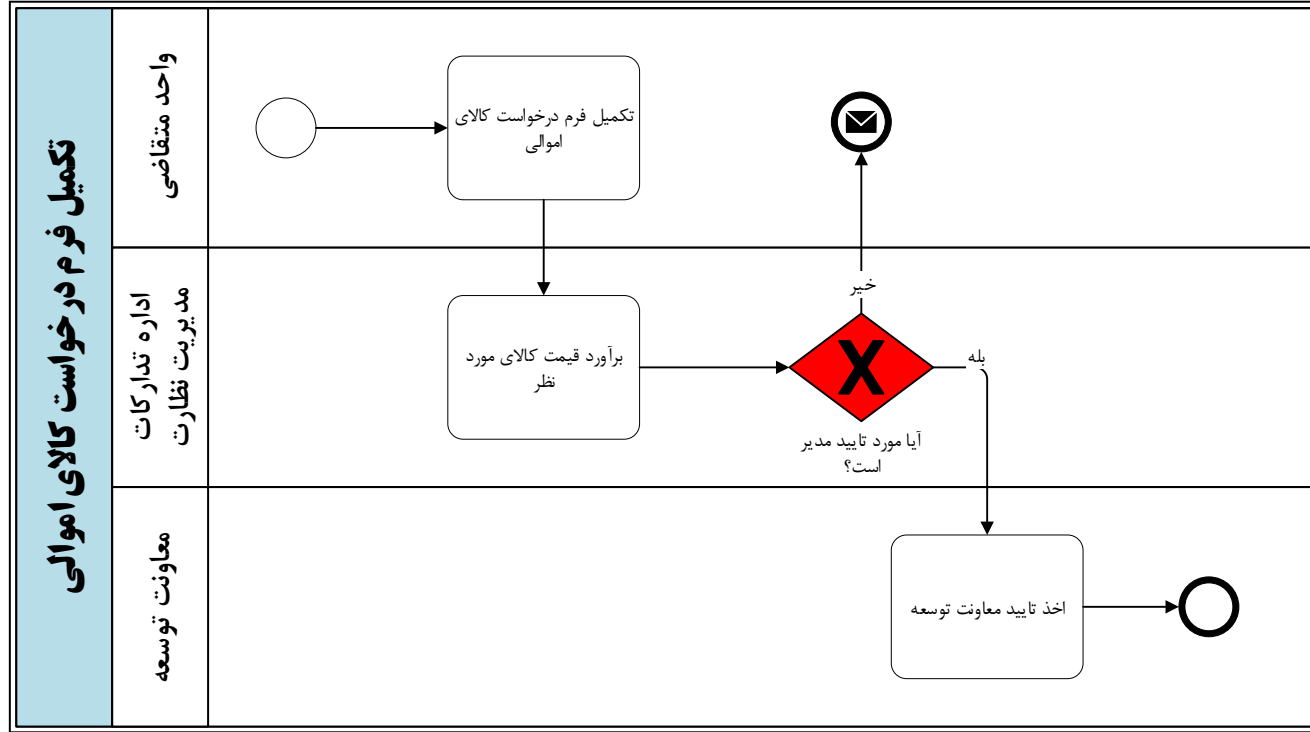 تکمیل فرم درخواست کالای اموالی
واحد متقاضی
تکمیل فرم درخواست کالای
اموالی
اداره تدارکات
مدیریت نظارت
برآورد قیمت کالای مورد
نظر
خیر
بله
آیا مورد تایید مدیر
است؟
معاونت توسعه
اخذ تایید معاونت توسعه